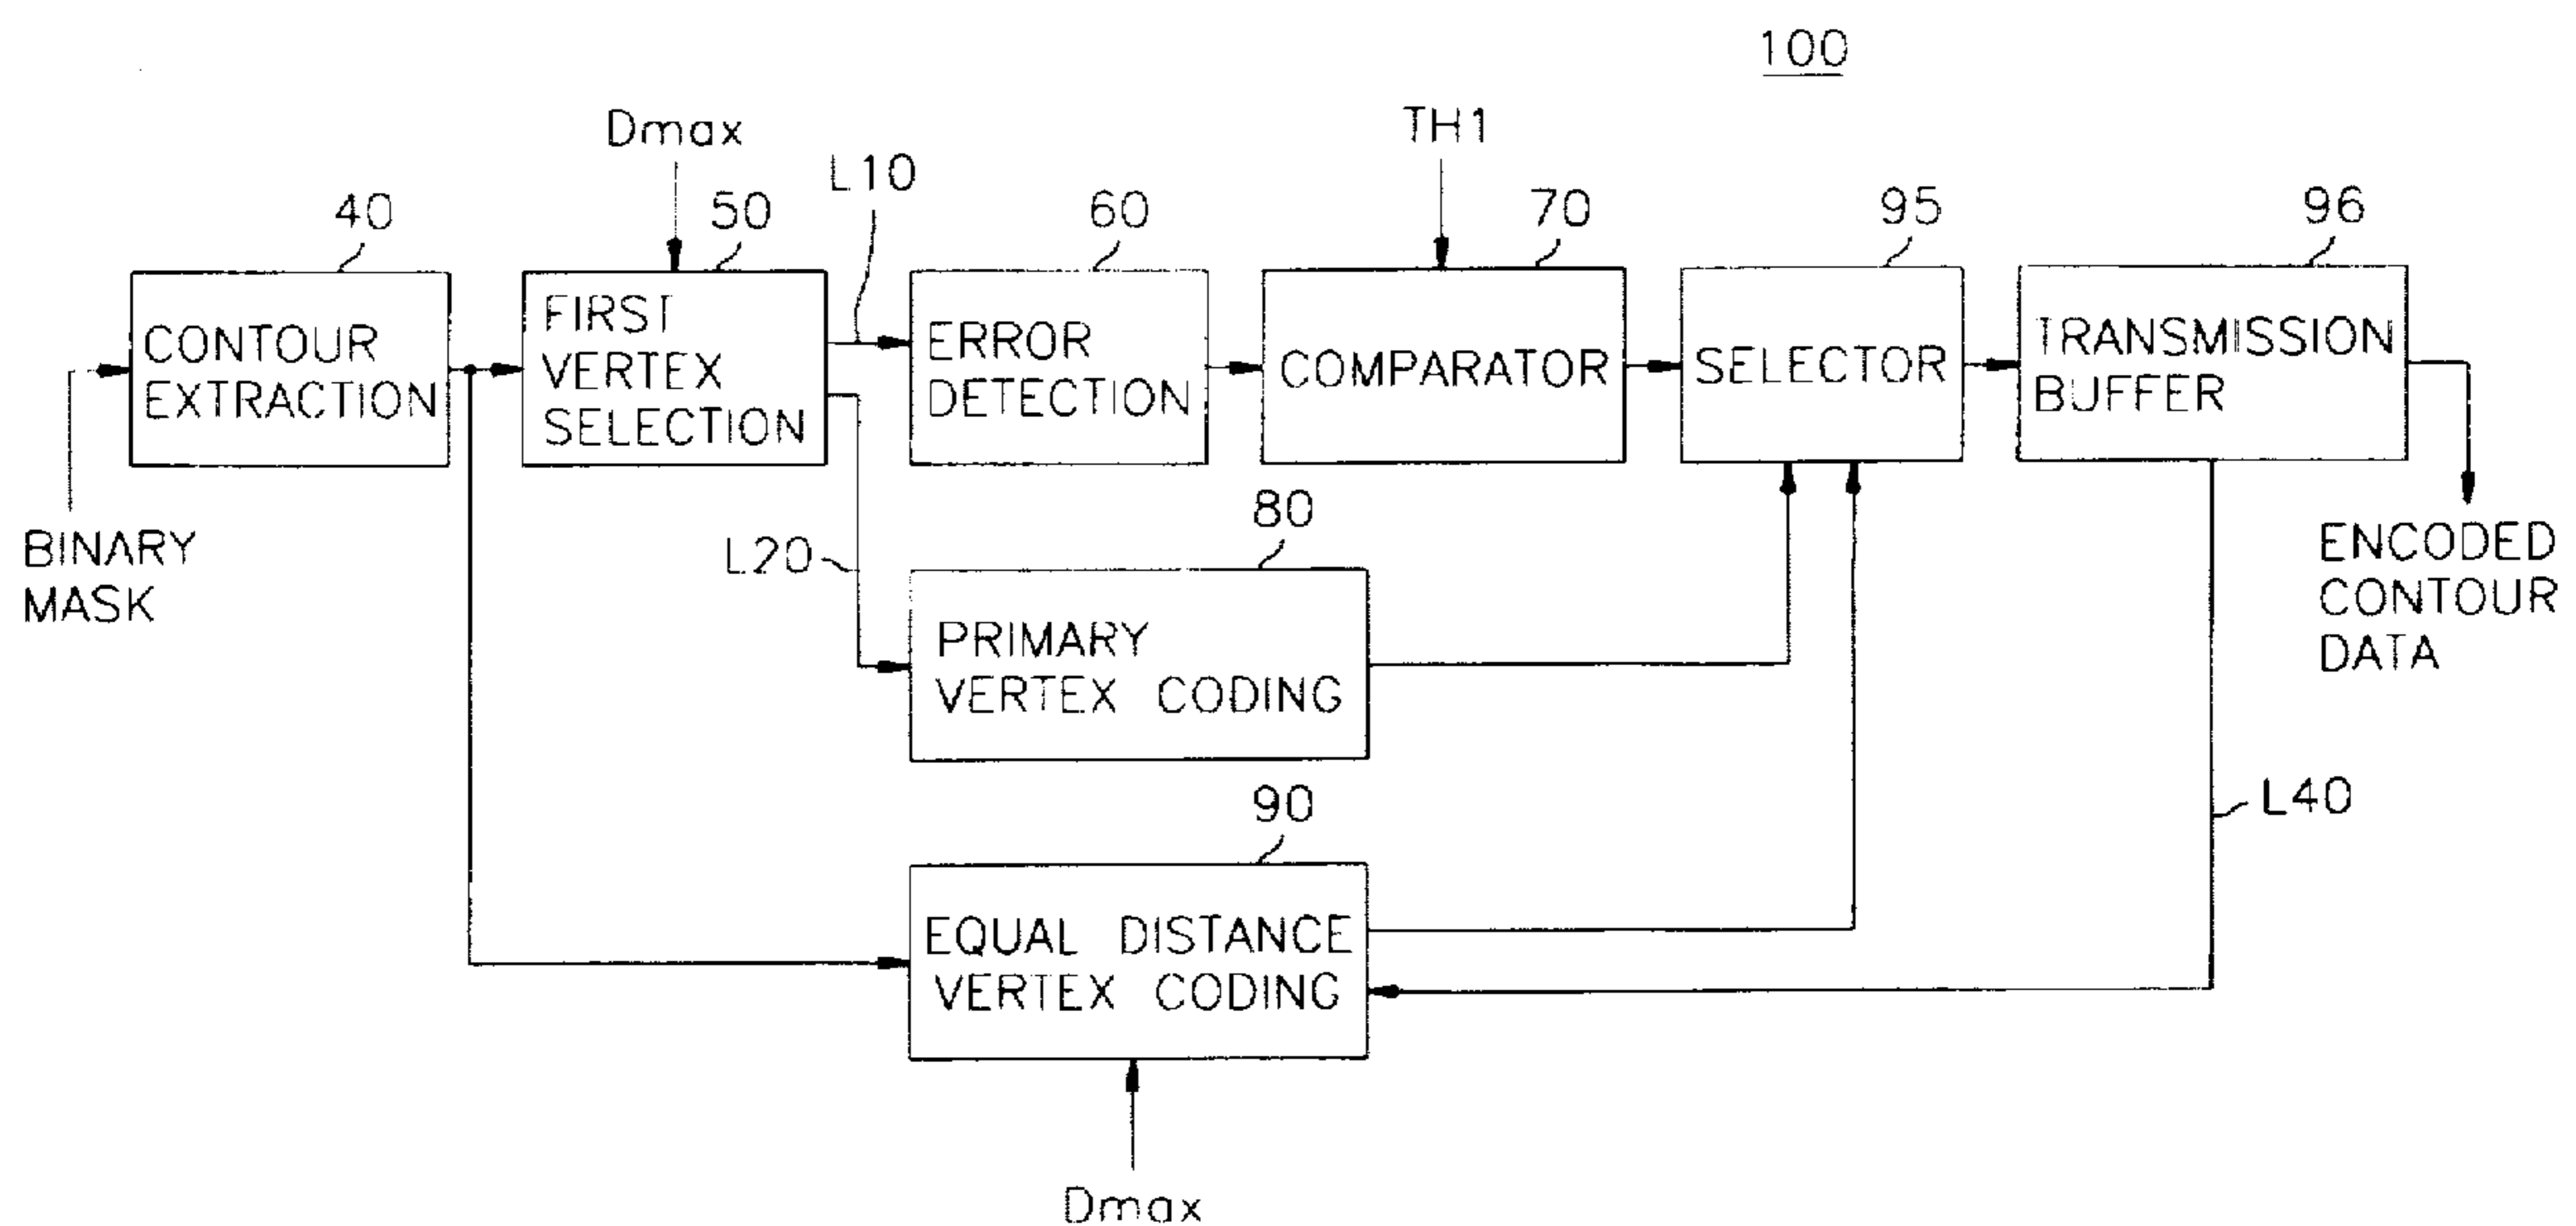 100
Dmax
L10
TH1
40
50
60
70
95
96
CONTOUR
EXTRACTION
FIRST
VERTEX
SELECTION
ERROR
DETECTION
COMPARATOR
SELECTOR
TRANSMISSION
BUFFER
BINARY
MASK
ENCODED
CONTOUR
DATA
L20
80
PRIMARY
VERTEX CODING
L40
90
EQUAL DISTANCE
VERTEX CODING
Dmax